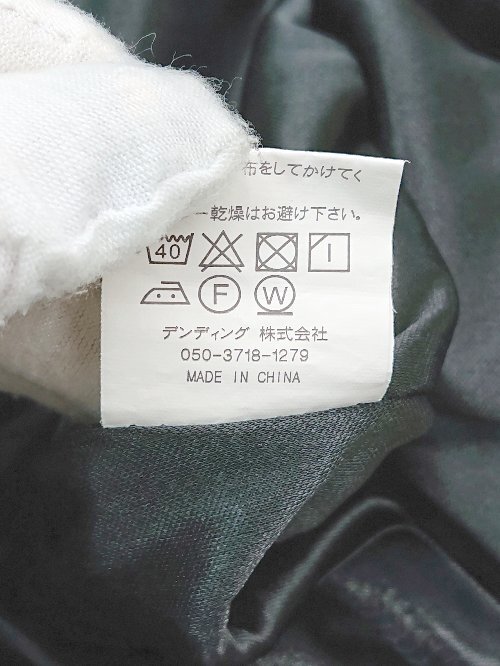 布をしてかけてく
ー乾燥はお避け下さい。
40
F W
デンディング 株式会社
050-3718-1279
MADE IN CHINA